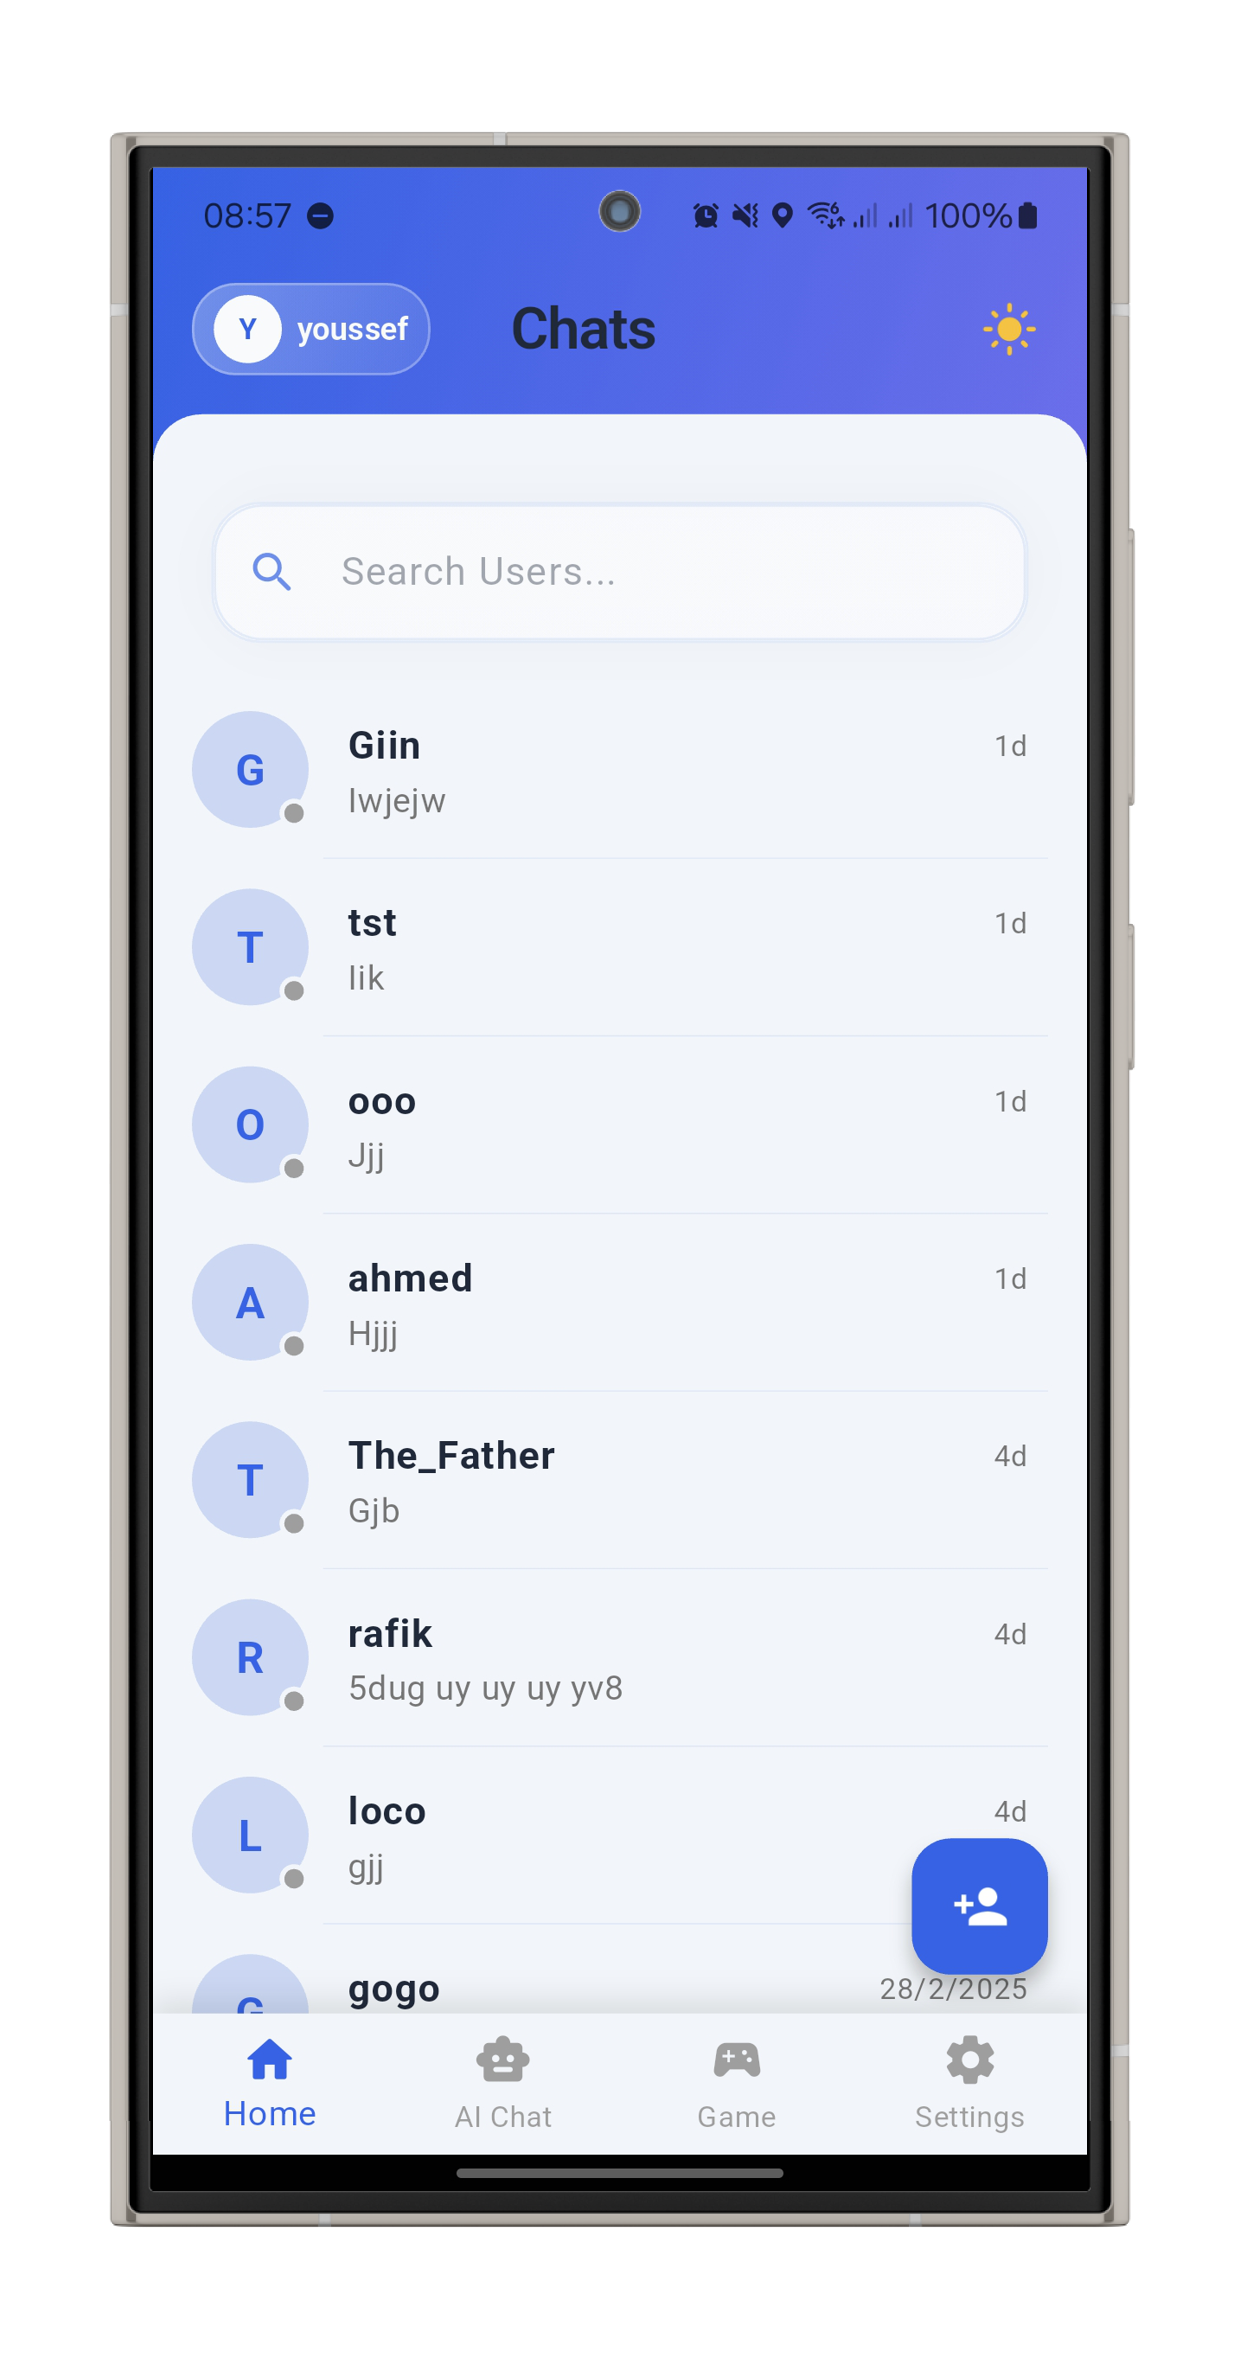 08:57 6 100%
Y youssef Chats
Search Users...
G Giin 1d
Iwjejw
T tst 1d
Iik
O ooo 1d
Jjj
A ahmed 1d
Hjjj
T The_Father 4d
Gjb
R rafik 4d
5dug uy uy uy yv8
L loco 4d
gjj
G gogo 28/2/2025
Home AI Chat Game Settings